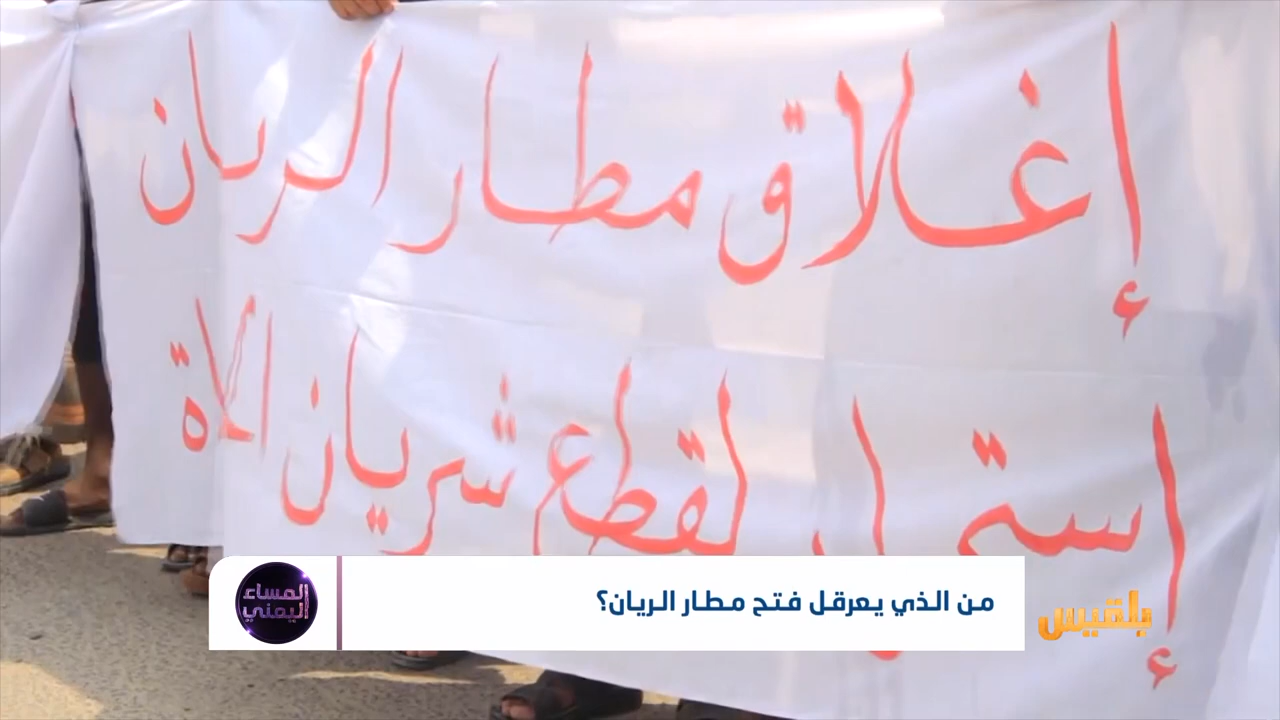 إغلاق مطار الريان
لقطع شريان
من الذي يعرقل فتح مطار الريان؟
المساء
اليمني
بلقيس